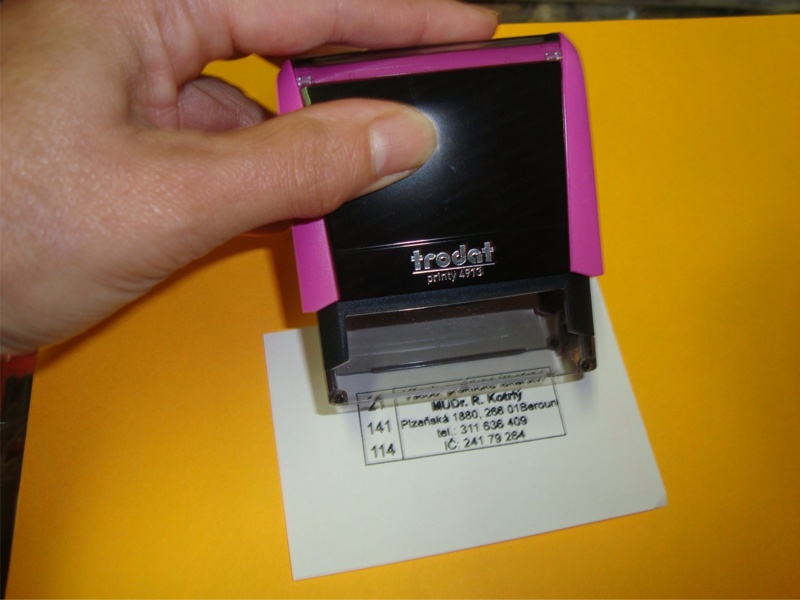 trodat
printy 4913
21
141
114
MUDr. R. Kotrlý
Plzeňská 1880, 266 01Beroun
tel.: 311 636 409
IČ: 241 79 264